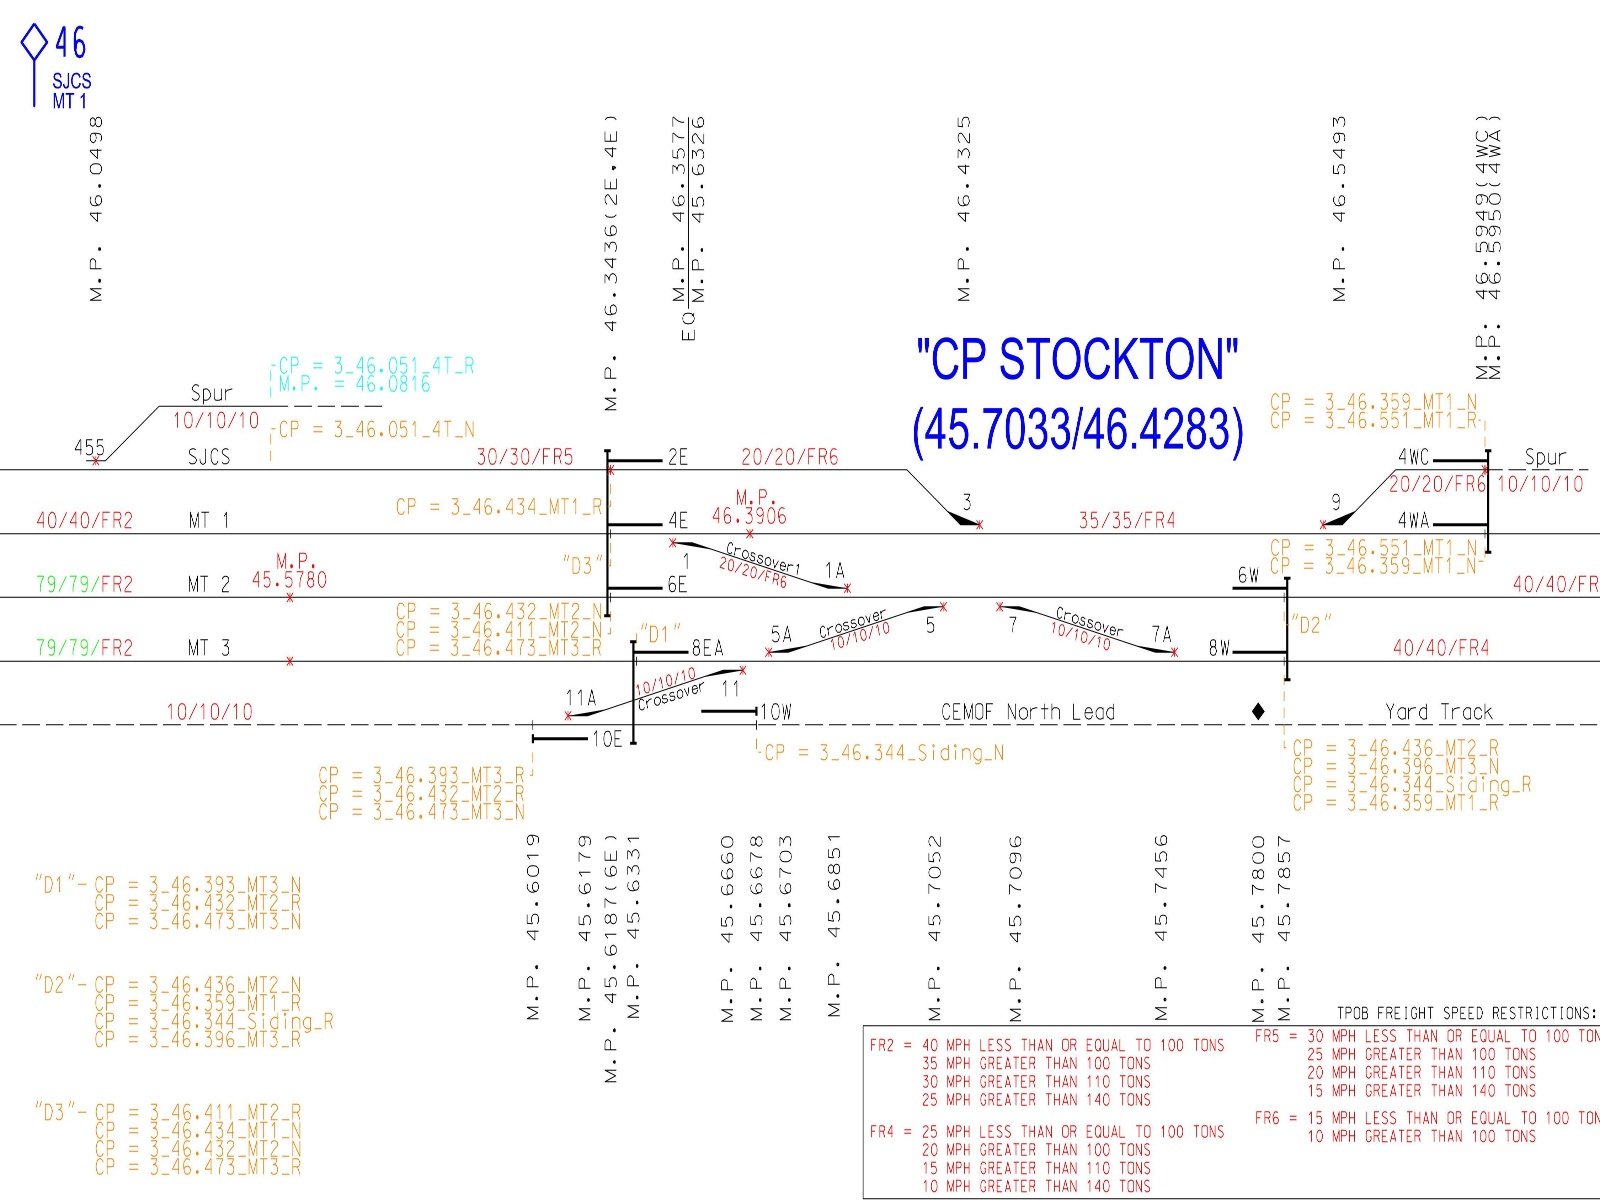 46
SJCS
MT 1
M.P. 46.0498
M.P. 46.3436(2E,4E)
EQ M.P. 46.3577
M.P. 45.6326
M.P. 46.4325
M.P. 46.5493
M.P. 46.5949(4WC)
M.P. 46.5950(4WA)
"CP STOCKTON"
(45.7033/46.4283)
CP = 3_46.051_4T_R
M.P. = 46.0816
Spur
10/10/10
CP = 3_46.051_4T_N
CP = 3_46.359_MT1_N
CP = 3_46.551_MT1_R
455
SJCS
30/30/FR5
2E
20/20/FR6
4WC
Spur
20/20/FR6
10/10/10
CP = 3_46.434_MT1_R
M.P.
46.3906
3
9
40/40/FR2
MT 1
4E
35/35/FR4
4WA
"D3"
1
Crossover1
20/20/FR6
1A
CP = 3_46.551_MT1_N
CP = 3_46.359_MT1_N
M.P.
45.5780
79/79/FR2
MT 2
6E
6W
40/40/FR
CP = 3_46.432_MT2_N
CP = 3_46.411_MT2_N
CP = 3_46.473_MT3_R
"D1"
5A
Crossover
10/10/10
5
7
Crossover
10/10/10
7A
"D2"
79/79/FR2
MT 3
8EA
8W
40/40/FR4
11A
10/10/10
Crossover
11
10/10/10
10W
CEMOF North Lead
Yard Track
10E
CP = 3_46.344_Siding_N
CP = 3_46.436_MT2_R
CP = 3_46.396_MT3_N
CP = 3_46.344_Siding_R
CP = 3_46.359_MT1_R
CP = 3_46.393_MT3_R
CP = 3_46.432_MT2_R
CP = 3_46.473_MT3_N
M.P. 45.6019
M.P. 45.6179
M.P. 45.6187(6E)
M.P. 45.6331
M.P. 45.6660
M.P. 45.6678
M.P. 45.6703
M.P. 45.6851
M.P. 45.7052
M.P. 45.7096
M.P. 45.7456
M.P. 45.7800
M.P. 45.7857
"D1"- CP = 3_46.393_MT3_N
CP = 3_46.432_MT2_R
CP = 3_46.473_MT3_N
"D2"- CP = 3_46.436_MT2_N
CP = 3_46.359_MT1_R
CP = 3_46.344_Siding_R
CP = 3_46.396_MT3_R
"D3"- CP = 3_46.411_MT2_R
CP = 3_46.434_MT1_N
CP = 3_46.432_MT2_N
CP = 3_46.473_MT3_R
TPOB FREIGHT SPEED RESTRICTIONS:
FR2 = 40 MPH LESS THAN OR EQUAL TO 100 TONS
35 MPH GREATER THAN 100 TONS
30 MPH GREATER THAN 110 TONS
25 MPH GREATER THAN 140 TONS
FR4 = 25 MPH LESS THAN OR EQUAL TO 100 TONS
20 MPH GREATER THAN 100 TONS
15 MPH GREATER THAN 110 TONS
10 MPH GREATER THAN 140 TONS
FR5 = 30 MPH LESS THAN OR EQUAL TO 100 TON
25 MPH GREATER THAN 100 TONS
20 MPH GREATER THAN 110 TONS
15 MPH GREATER THAN 140 TONS
FR6 = 15 MPH LESS THAN OR EQUAL TO 100 TON
10 MPH GREATER THAN 100 TONS